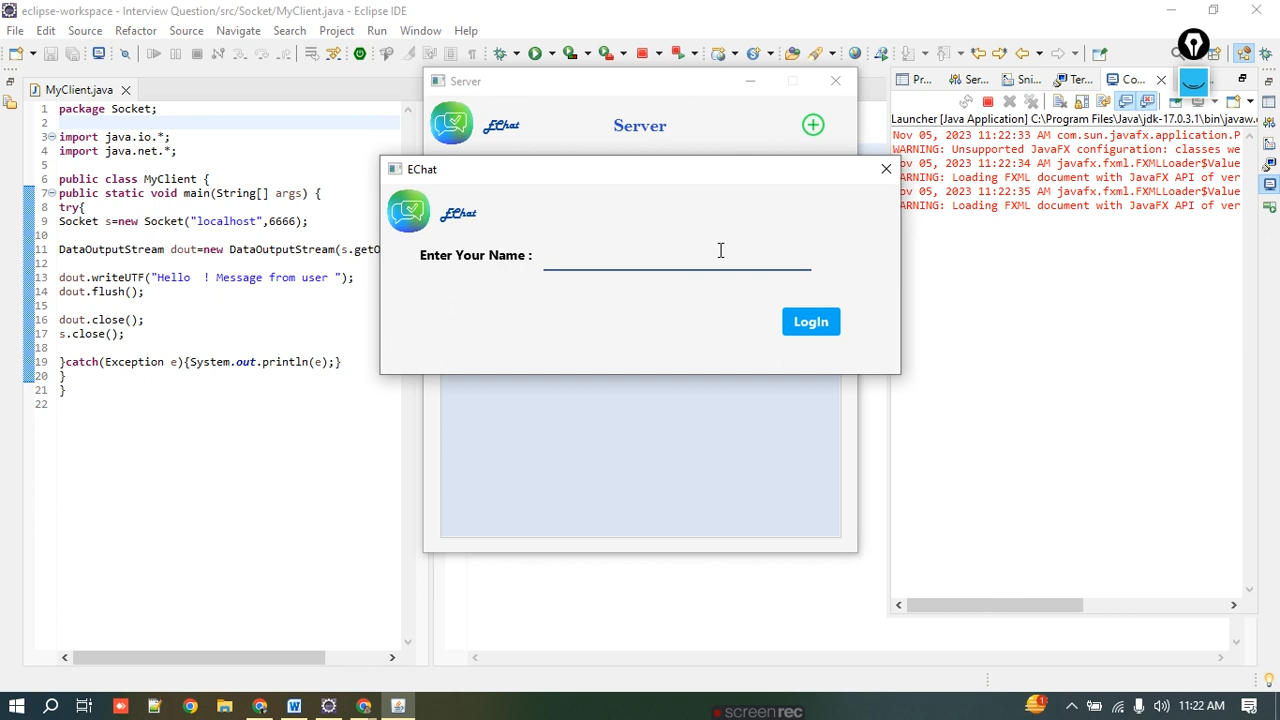 eclipse-workspace - Interview Question/src/Socket/MyClient.java - Eclipse IDE
File Edit Source Refactor Source Navigate Search Project Run Window Help
MyClient.java
1 package Socket;
2
3 import java.io.*;
4 import java.net.*;
5
6 public class MyClient {
7 public static void main(String[] args) {
8 try{
9 Socket s=new Socket("localhost",6666);
10
11 DataOutputStream dout=new DataOutputStream(s.getO
12
13 dout.writeUTF("Hello  ! Message from user ");
14 dout.flush();
15
16 dout.close();
17 s.close();
18
19 }catch(Exception e){System.out.println(e);}
20 }
21 }
22
Server
EChat
Server
EChat
EChat
Enter Your Name :
LogIn
Pr... Ser... Sni... Ter... Co...
Launcher [Java Application] C:\Program Files\Java\jdk-17.0.3.1\bin\javaw.
Nov 05, 2023 11:22:33 AM com.sun.javafx.application.P
WARNING: Unsupported JavaFX configuration: classes we
Nov 05, 2023 11:22:34 AM javafx.fxml.FXMLLoader$Value
WARNING: Loading FXML document with JavaFX API of ver
ov 05, 2023 11:22:35 AM javafx.fxml.FXMLLoader$Value
ARNING: Loading FXML document with JavaFX API of ver
screenrec
11:22 AM